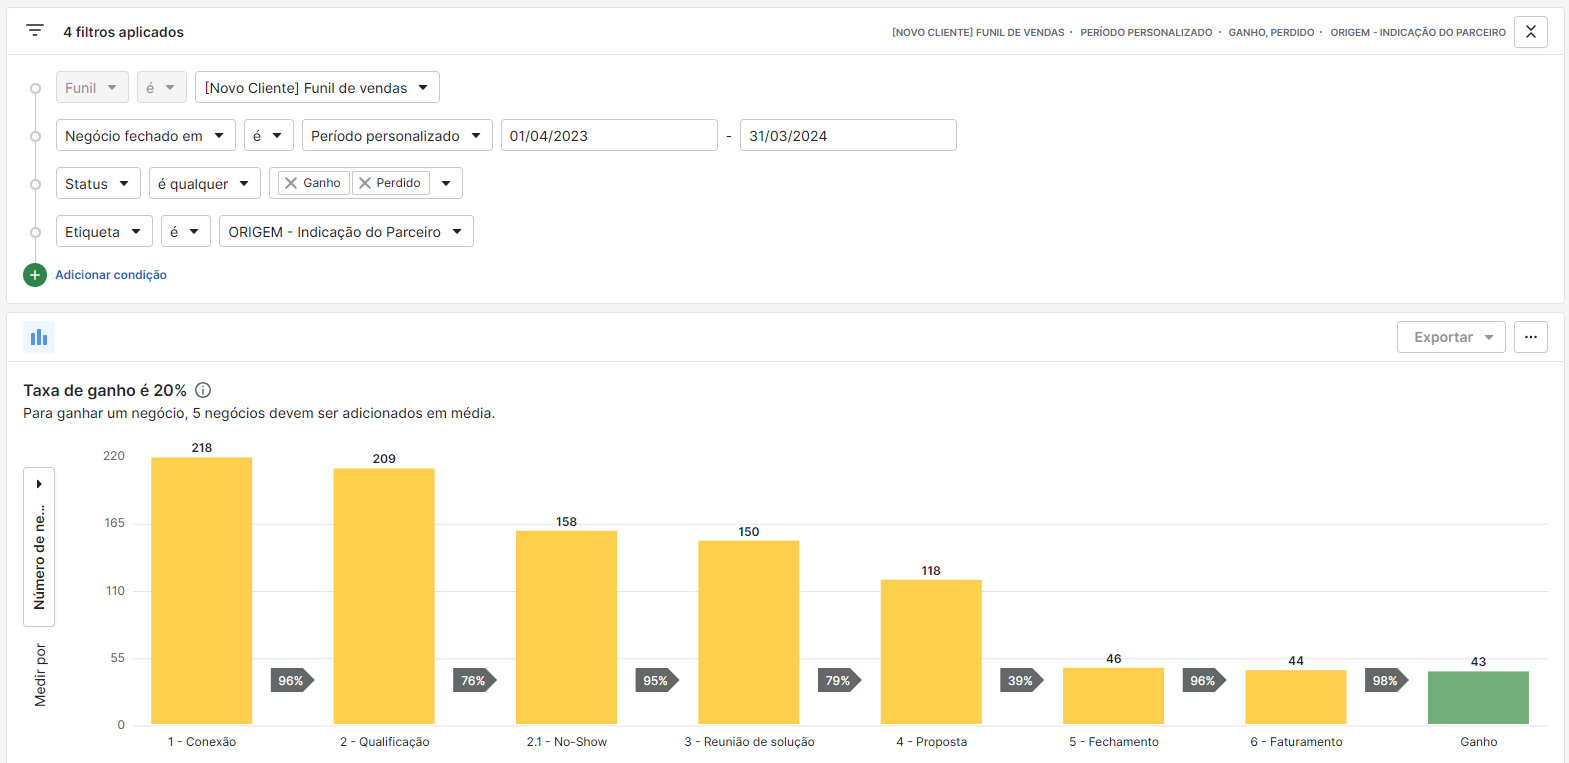 4 filtros aplicados
[NOVO CLIENTE] FUNIL DE VENDAS · PERÍODO PERSONALIZADO · GANHO, PERDIDO · ORIGEM - INDICAÇÃO DO PARCEIRO
Funil é [Novo Cliente] Funil de vendas
Negócio fechado em é Período personalizado 01/04/2023 - 31/03/2024
Status é qualquer Ganho Perdido
Etiqueta é ORIGEM - Indicação do Parceiro
Adicionar condição
Exportar ...
Taxa de ganho é 20%
Para ganhar um negócio, 5 negócios devem ser adicionados em média.
Medir por
Número de ne...
220
165
110
55
0
218
209
158
150
118
46
44
43
96%
76%
95%
79%
39%
96%
98%
1 - Conexão
2 - Qualificação
2.1 - No-Show
3 - Reunião de solução
4 - Proposta
5 - Fechamento
6 - Faturamento
Ganho